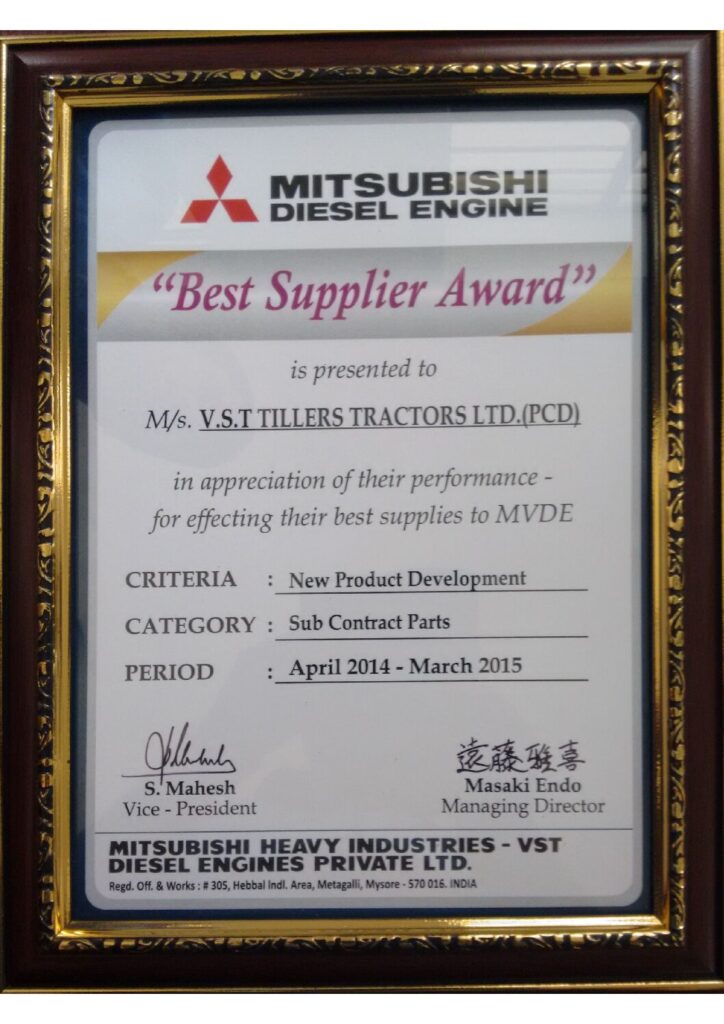 MITSUBISHI
DIESEL ENGINE
“Best Supplier Award”
is presented to
M/s. V.S.T TILLERS TRACTORS LTD.(PCD)
in appreciation of their performance -
for effecting their best supplies to MVDE
CRITERIA : New Product Development
CATEGORY : Sub Contract Parts
PERIOD : April 2014 - March 2015
遠藤雅喜
S. Mahesh Masaki Endo
Vice - President Managing Director
MITSUBISHI HEAVY INDUSTRIES - VST
DIESEL ENGINES PRIVATE LTD.
Regd. Off. & Works : # 305, Hebbal Indl. Area, Metagalli, Mysore - 570 016. INDIA